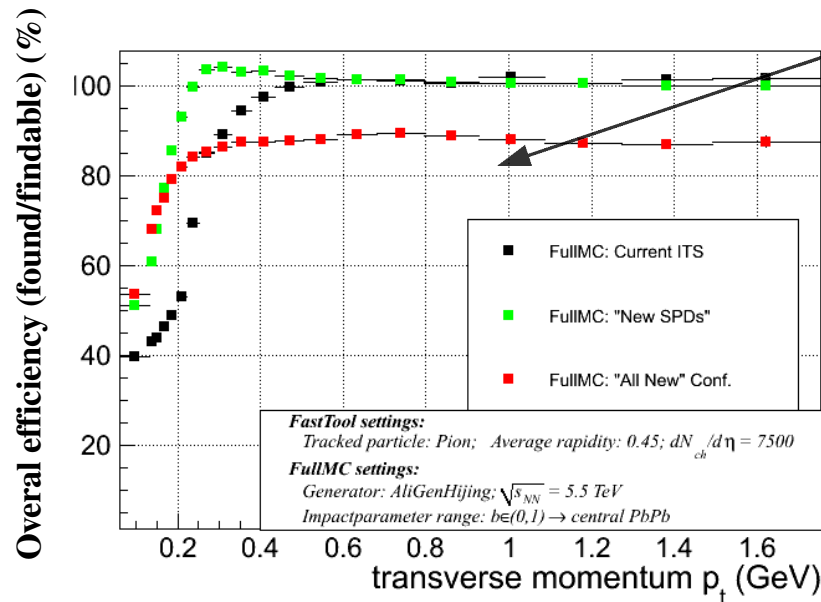 Overal efficiency (found/findable) (%)
100
80
60
40
20
FullMC: Current ITS
FullMC: "New SPDs"
FullMC: "All New" Conf.
FastTool settings:
Tracked particle: Pion; Average rapidity: 0.45; dN_ch/dη = 7500
FullMC settings:
Generator: AliGenHijing; √s_NN = 5.5 TeV
Impactparameter range: b∈(0,1) → central PbPb
0.2 0.4 0.6 0.8 1 1.2 1.4 1.6
transverse momentum p_t (GeV)